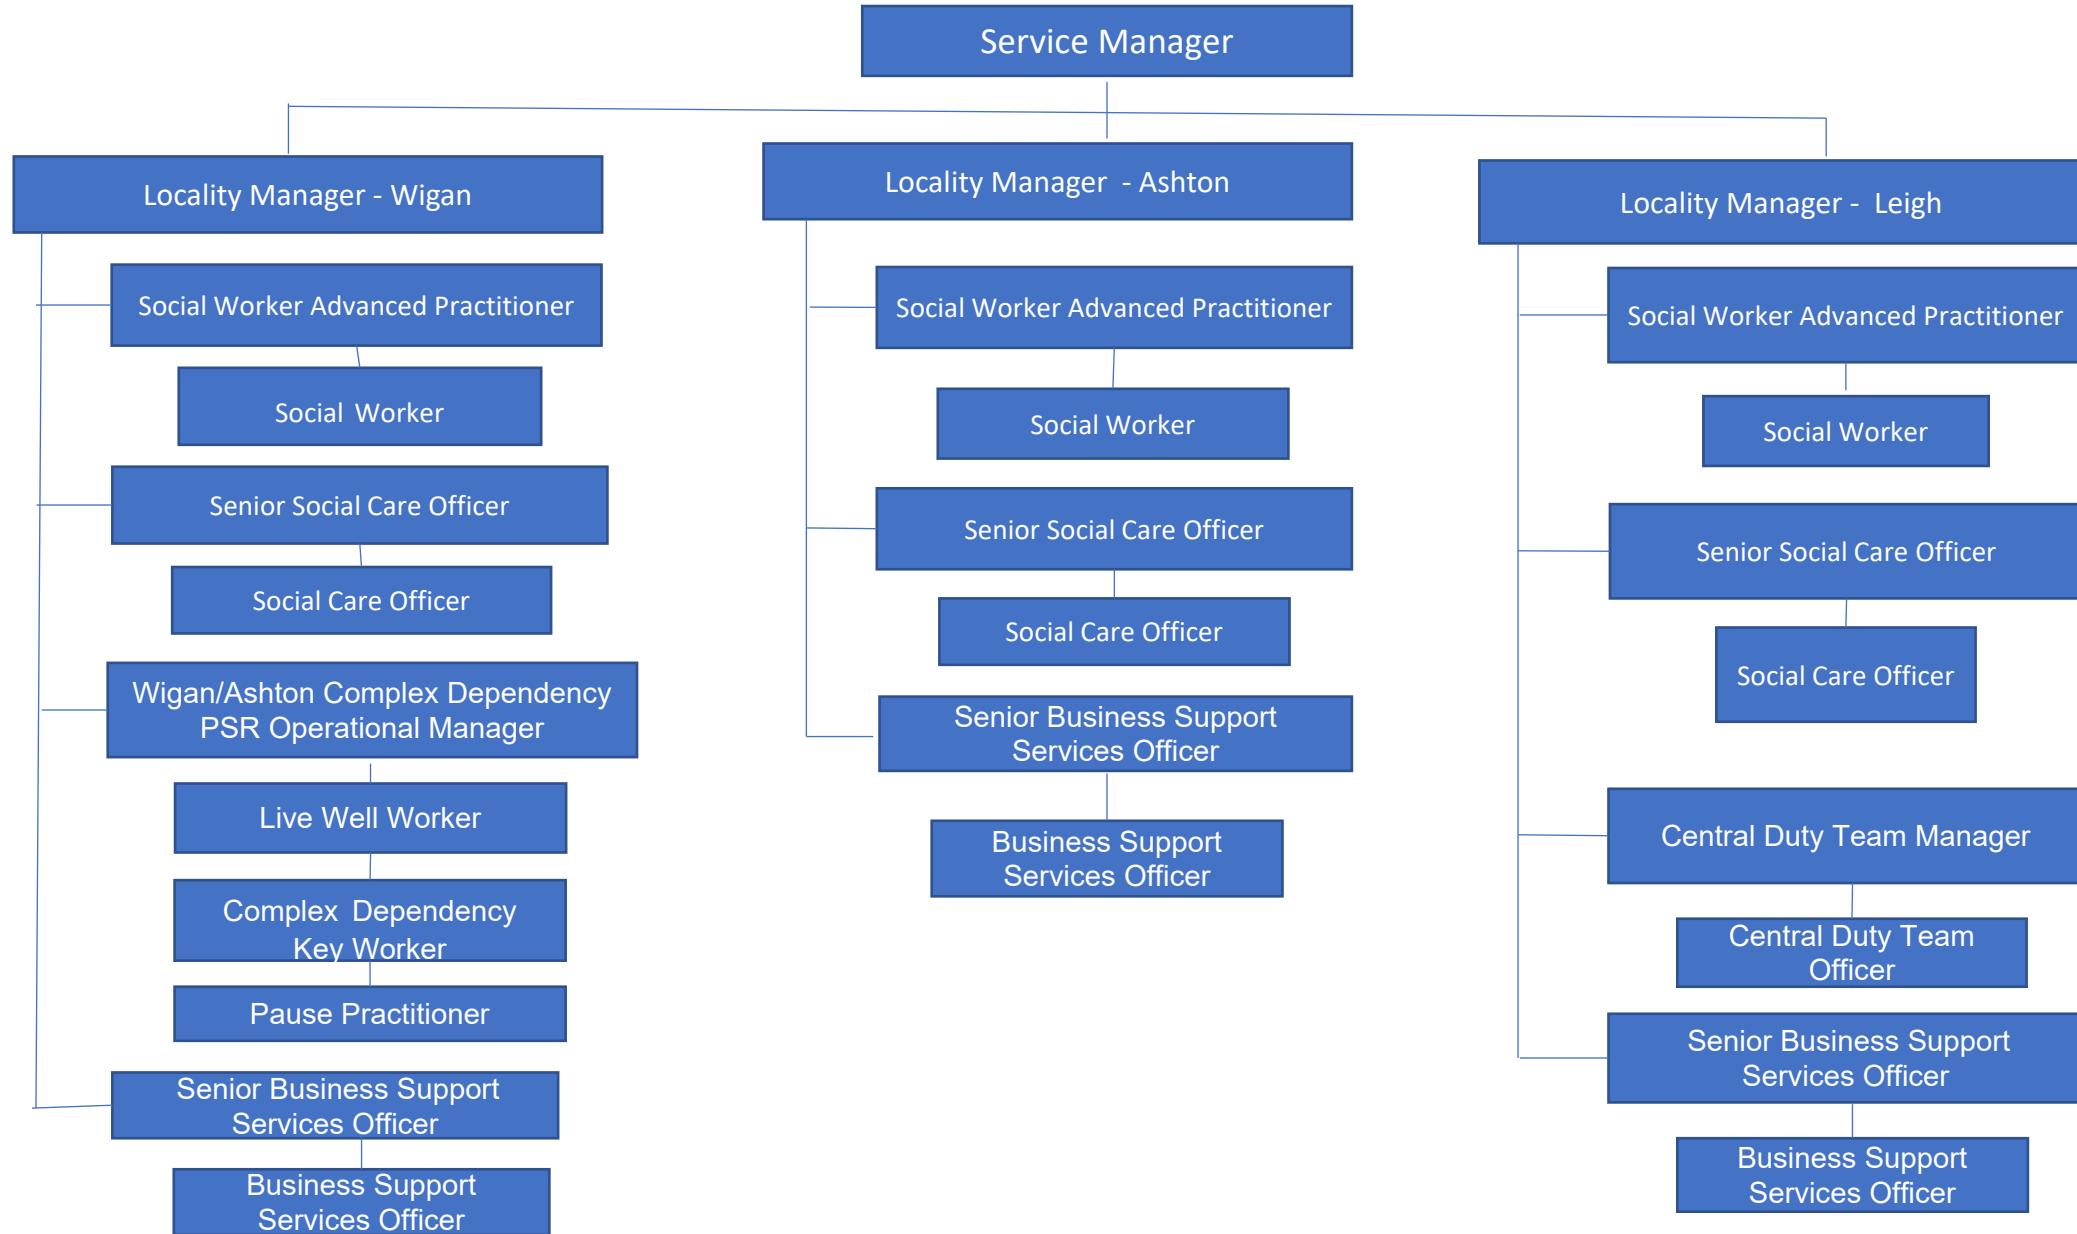 Service Manager
Locality Manager - Wigan
Social Worker Advanced Practitioner
Social Worker
Senior Social Care Officer
Social Care Officer
Wigan/Ashton Complex Dependency
PSR Operational Manager
Live Well Worker
Complex Dependency
Key Worker
Pause Practitioner
Senior Business Support
Services Officer
Business Support
Services Officer
Locality Manager - Ashton
Social Worker Advanced Practitioner
Social Worker
Senior Social Care Officer
Social Care Officer
Senior Business Support
Services Officer
Business Support
Services Officer
Locality Manager - Leigh
Social Worker Advanced Practitioner
Social Worker
Senior Social Care Officer
Social Care Officer
Central Duty Team Manager
Central Duty Team
Officer
Senior Business Support
Services Officer
Business Support
Services Officer